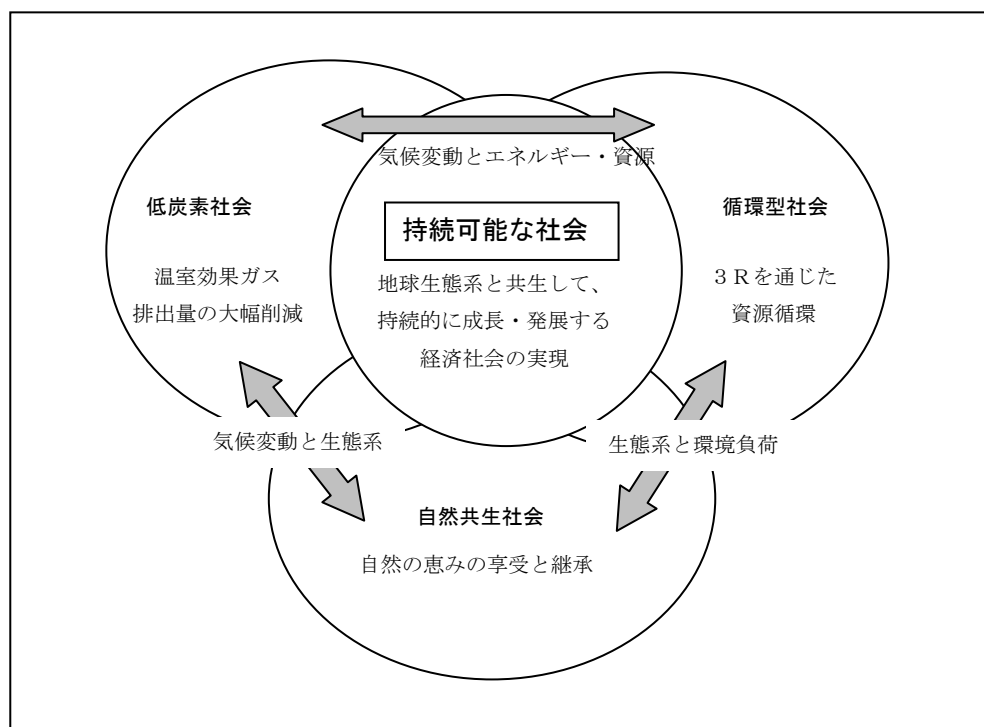 気候変動とエネルギー・資源
低炭素社会
温室効果ガス
排出量の大幅削減
持続可能な社会
地球生態系と共生して、
持続的に成長・発展する
経済社会の実現
循環型社会
３Ｒを通じた
資源循環
気候変動と生態系
生態系と環境負荷
自然共生社会
自然の恵みの享受と継承